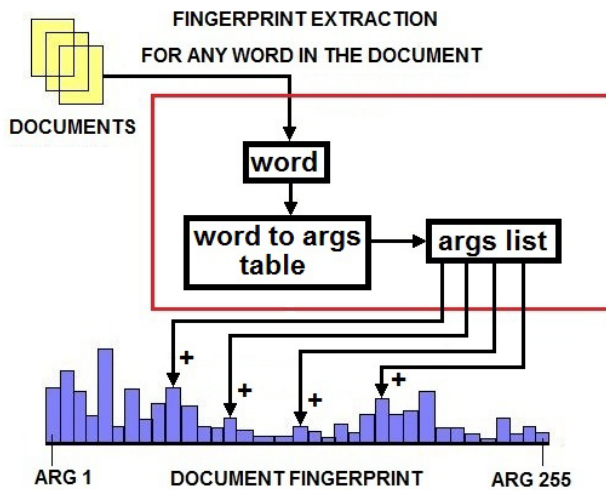 FINGERPRINT EXTRACTION
FOR ANY WORD IN THE DOCUMENT
DOCUMENTS
word
word to args
table
args list
+
+
+
+
ARG 1
DOCUMENT FINGERPRINT
ARG 255